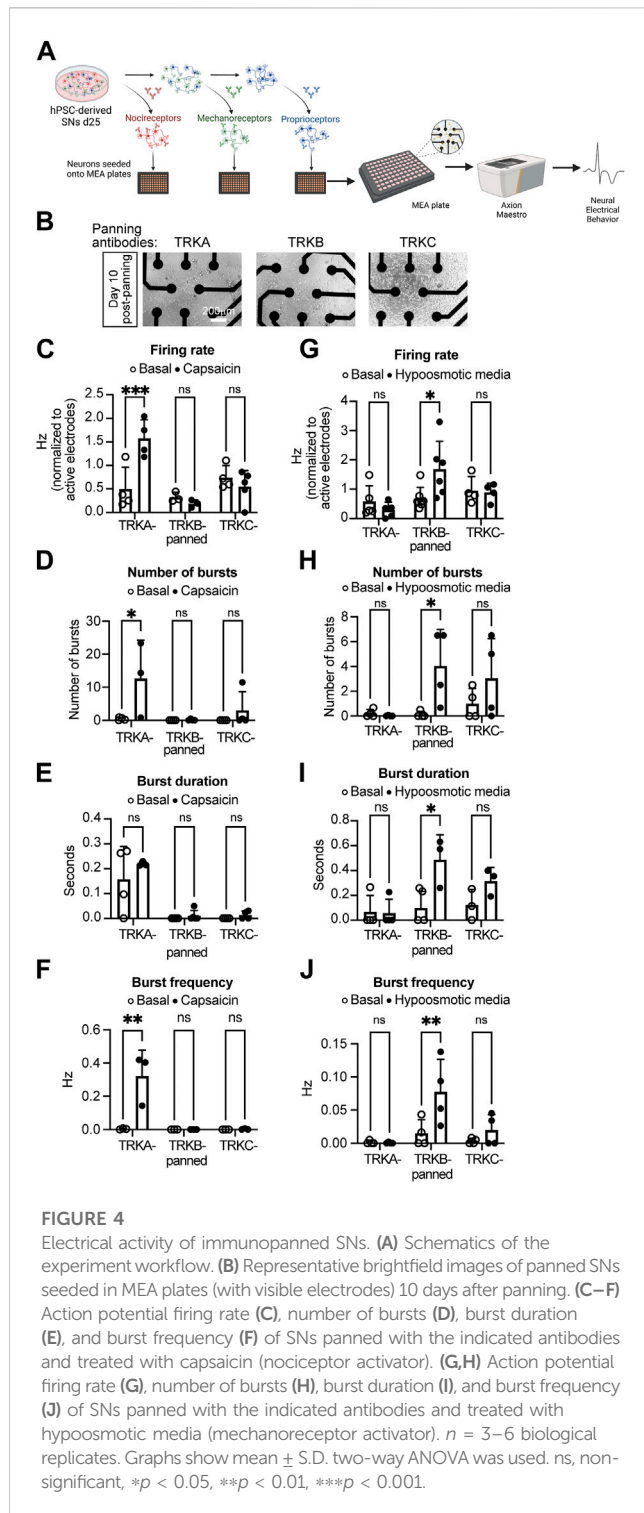 A
hPSC-derived
SNs d25
Nociceptors
Mechanoreceptors
Proprioceptors
Neurons seeded
onto MEA plates
MEA plate
Axion
Maestro
Neural
Electrical
Behavior
B
Panning
antibodies:
TRKA
TRKB
TRKC
Day 10
post-panning
200μm
C
Firing rate
Basal
Capsaicin
Hz
(normalized to
active electrodes)
2.5
2.0
1.5
1.0
0.5
0.0
***
ns
ns
TRKA-
TRKB-
panned
TRKC-
G
Firing rate
Basal
Hypoosmotic media
Hz
(normalized to
active electrodes)
4
3
2
1
0
ns
*
ns
TRKA-
TRKB-
panned
TRKC-
D
Number of bursts
Basal
Capsaicin
Number of bursts
30
20
10
0
*
ns
ns
TRKA-
TRKB-
panned
TRKC-
H
Number of bursts
Basal
Hypoosmotic media
Number of bursts
8
6
4
2
0
ns
*
ns
TRKA-
TRKB-
panned
TRKC-
E
Burst duration
Basal
Capsaicin
Seconds
0.4
0.3
0.2
0.1
0.0
ns
ns
ns
TRKA-
TRKB-
panned
TRKC-
I
Burst duration
Basal
Hypoosmotic media
Seconds
0.8
0.6
0.4
0.2
0.0
ns
*
ns
TRKA-
TRKB-
panned
TRKC-
F
Burst frequency
Basal
Capsaicin
Hz
0.6
0.4
0.2
0.0
**
ns
ns
TRKA-
TRKB-
panned
TRKC-
J
Burst frequency
Basal
Hypoosmotic media
Hz
0.15
0.10
0.05
0.00
ns
**
ns
TRKA-
TRKB-
panned
TRKC-
FIGURE 4
Electrical activity of immunopanned SNs. (A) Schematics of the
experiment workflow. (B) Representative brightfield images of panned SNs
seeded in MEA plates (with visible electrodes) 10 days after panning. (C–F)
Action potential firing rate (C), number of bursts (D), burst duration
(E), and burst frequency (F) of SNs panned with the indicated antibodies
and treated with capsaicin (nociceptor activator). (G,H) Action potential
firing rate (G), number of bursts (H), burst duration (I), and burst frequency
(J) of SNs panned with the indicated antibodies and treated with
hypoosmotic media (mechanoreceptor activator). n = 3–6 biological
replicates. Graphs show mean ± S.D. two-way ANOVA was used. ns, non-
significant, *p < 0.05, **p < 0.01, ***p < 0.001.